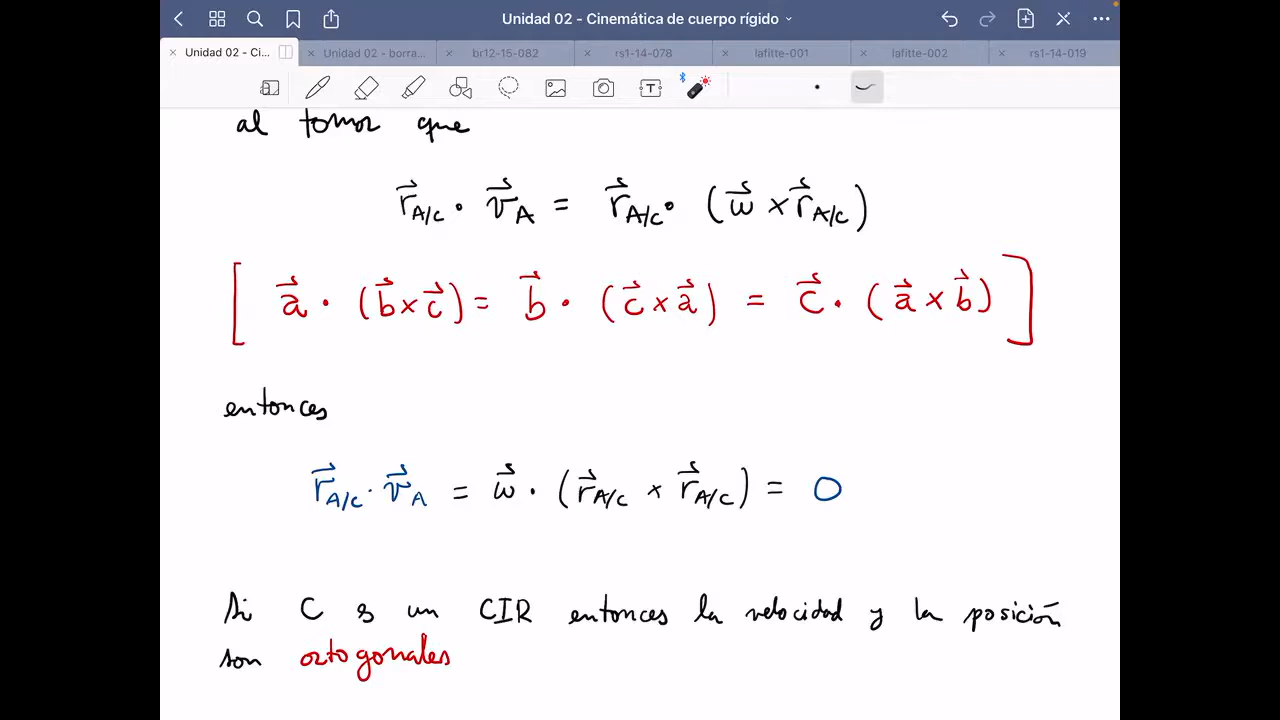 Unidad 02 - Cinemática de cuerpo rígido
Unidad 02 - Ci...
Unidad 02 - borra...
br12-15-082
rs1-14-078
lafitte-001
lafitte-002
rs1-14-019
al tomar que
r⃗_{A/C} · v⃗_A = r⃗_{A/C} · (w⃗ × r⃗_{A/C})
[ a⃗ · (b⃗ × c⃗) = b⃗ · (c⃗ × a⃗) = c⃗ · (a⃗ × b⃗) ]
entonces
r⃗_{A/C} · v⃗_A = w⃗ · (r⃗_{A/C} × r⃗_{A/C}) = 0
Si C es un CIR entonces la velocidad y la posición
son ortogonales